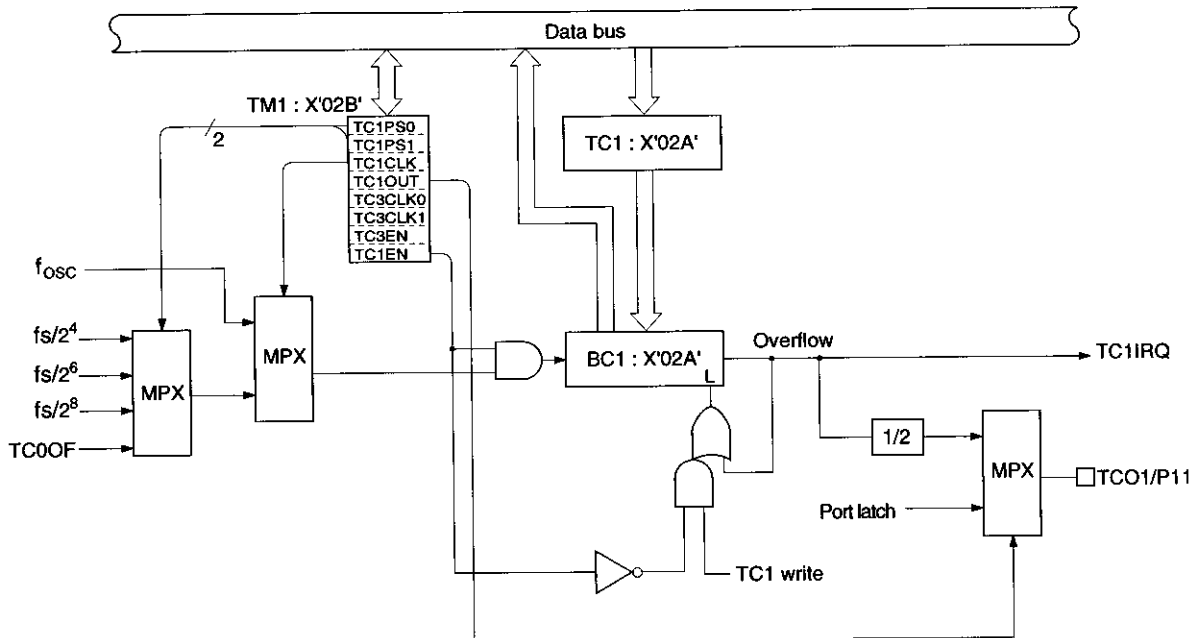 Data bus
TM1 : X'02B'
TC1PS0
TC1PS1
TC1CLK
TC1OUT
TC3CLK0
TC3CLK1
TC3EN
TC1EN
2
TC1 : X'02A'
fOSC
fs/2⁴
fs/2⁶
fs/2⁸
TC0OF
MPX
MPX
BC1 : X'02A'
L
Overflow
TC1IRQ
1/2
MPX
TCO1/P11
Port latch
TC1 write